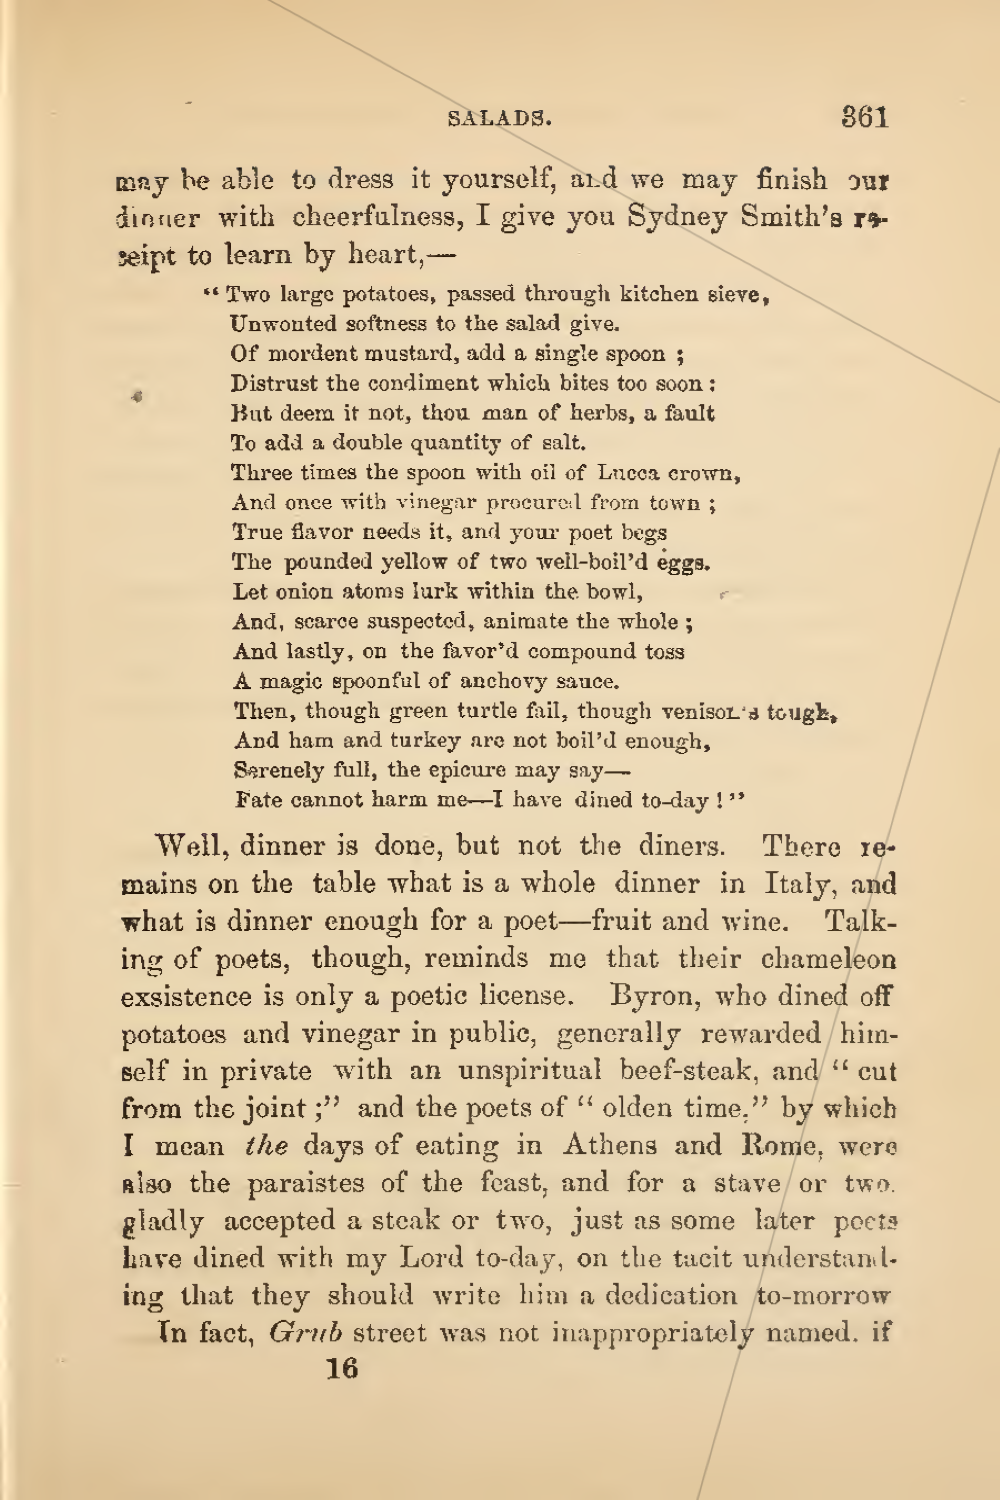 SALADS. 361
may be able to dress it yourself, and we may finish our
dinner with cheerfulness, I give you Sydney Smith's re-
seipt to learn by heart,—
“ Two large potatoes, passed through kitchen sieve,
Unwonted softness to the salad give.
Of mordent mustard, add a single spoon ;
Distrust the condiment which bites too soon :
But deem it not, thou man of herbs, a fault
To add a double quantity of salt.
Three times the spoon with oil of Lucca crown,
And once with vinegar procured from town ;
True flavor needs it, and your poet begs
The pounded yellow of two well-boil'd eggs.
Let onion atoms lurk within the bowl,
And, scarce suspected, animate the whole ;
And lastly, on the favor'd compound toss
A magic spoonful of anchovy sauce.
Then, though green turtle fail, though venison's tough,
And ham and turkey are not boil'd enough,
Serenely full, the epicure may say—
Fate cannot harm me—I have dined to-day ! ”
Well, dinner is done, but not the diners. There re-
mains on the table what is a whole dinner in Italy, and
what is dinner enough for a poet—fruit and wine. Talk-
ing of poets, though, reminds me that their chameleon
exsistence is only a poetic license. Byron, who dined off
potatoes and vinegar in public, generally rewarded him-
self in private with an unspiritual beef-steak, and “ cut
from the joint ;” and the poets of “ olden time.” by which
I mean the days of eating in Athens and Rome, were
also the paraistes of the feast, and for a stave or two.
gladly accepted a steak or two, just as some later poets
have dined with my Lord to-day, on the tacit understand-
ing that they should write him a dedication to-morrow
In fact, Grub street was not inappropriately named. if
16